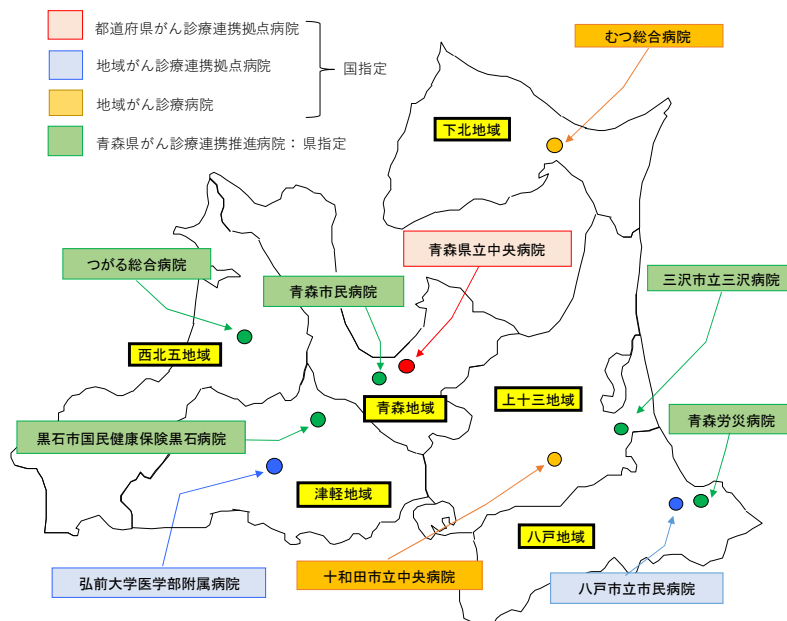 都道府県がん診療連携拠点病院
地域がん診療連携拠点病院
国指定
地域がん診療病院
青森県がん診療連携推進病院：県指定
むつ総合病院
下北地域
青森県立中央病院
つがる総合病院
青森市民病院
三沢市立三沢病院
西北五地域
青森地域
上十三地域
青森労災病院
黒石市国民健康保険黒石病院
津軽地域
八戸地域
弘前大学医学部附属病院
十和田市立中央病院
八戸市立市民病院